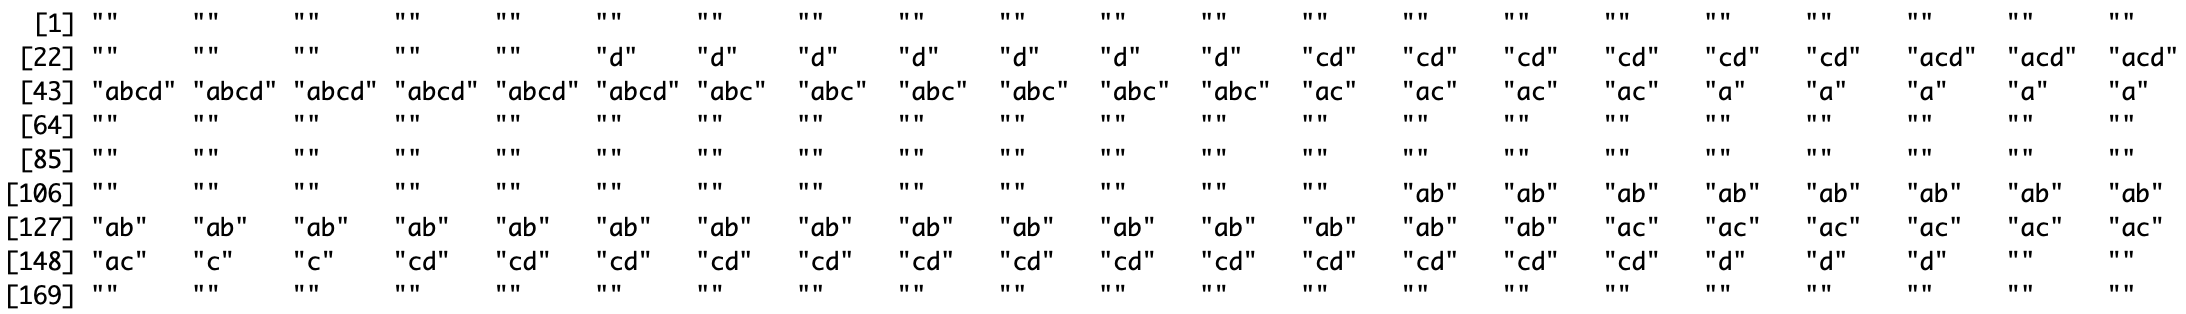 [1] "" "" "" "" "" "" "" "" "" "" "" "" "" "" "" "" "" "" "" "" ""
[22] "" "" "" "" "" "d" "d" "d" "d" "d" "d" "d" "cd" "cd" "cd" "cd" "cd" "cd" "acd" "acd" "acd"
[43] "abcd" "abcd" "abcd" "abcd" "abcd" "abcd" "abc" "abc" "abc" "abc" "abc" "abc" "ac" "ac" "ac" "ac" "a" "a" "a" "a" "a"
[64] "" "" "" "" "" "" "" "" "" "" "" "" "" "" "" "" "" "" "" "" ""
[85] "" "" "" "" "" "" "" "" "" "" "" "" "" "" "" "" "" "" "" "" ""
[106] "" "" "" "" "" "" "" "" "" "" "" "" "" "ab" "ab" "ab" "ab" "ab" "ab" "ab" "ab"
[127] "ab" "ab" "ab" "ab" "ab" "ab" "ab" "ab" "ab" "ab" "ab" "ab" "ab" "ab" "ab" "ac" "ac" "ac" "ac" "ac" "ac"
[148] "ac" "c" "c" "cd" "cd" "cd" "cd" "cd" "cd" "cd" "cd" "cd" "cd" "cd" "cd" "cd" "d" "d" "d" "" ""
[169] "" "" "" "" "" "" "" "" "" "" "" "" "" "" "" "" "" "" "" "" ""